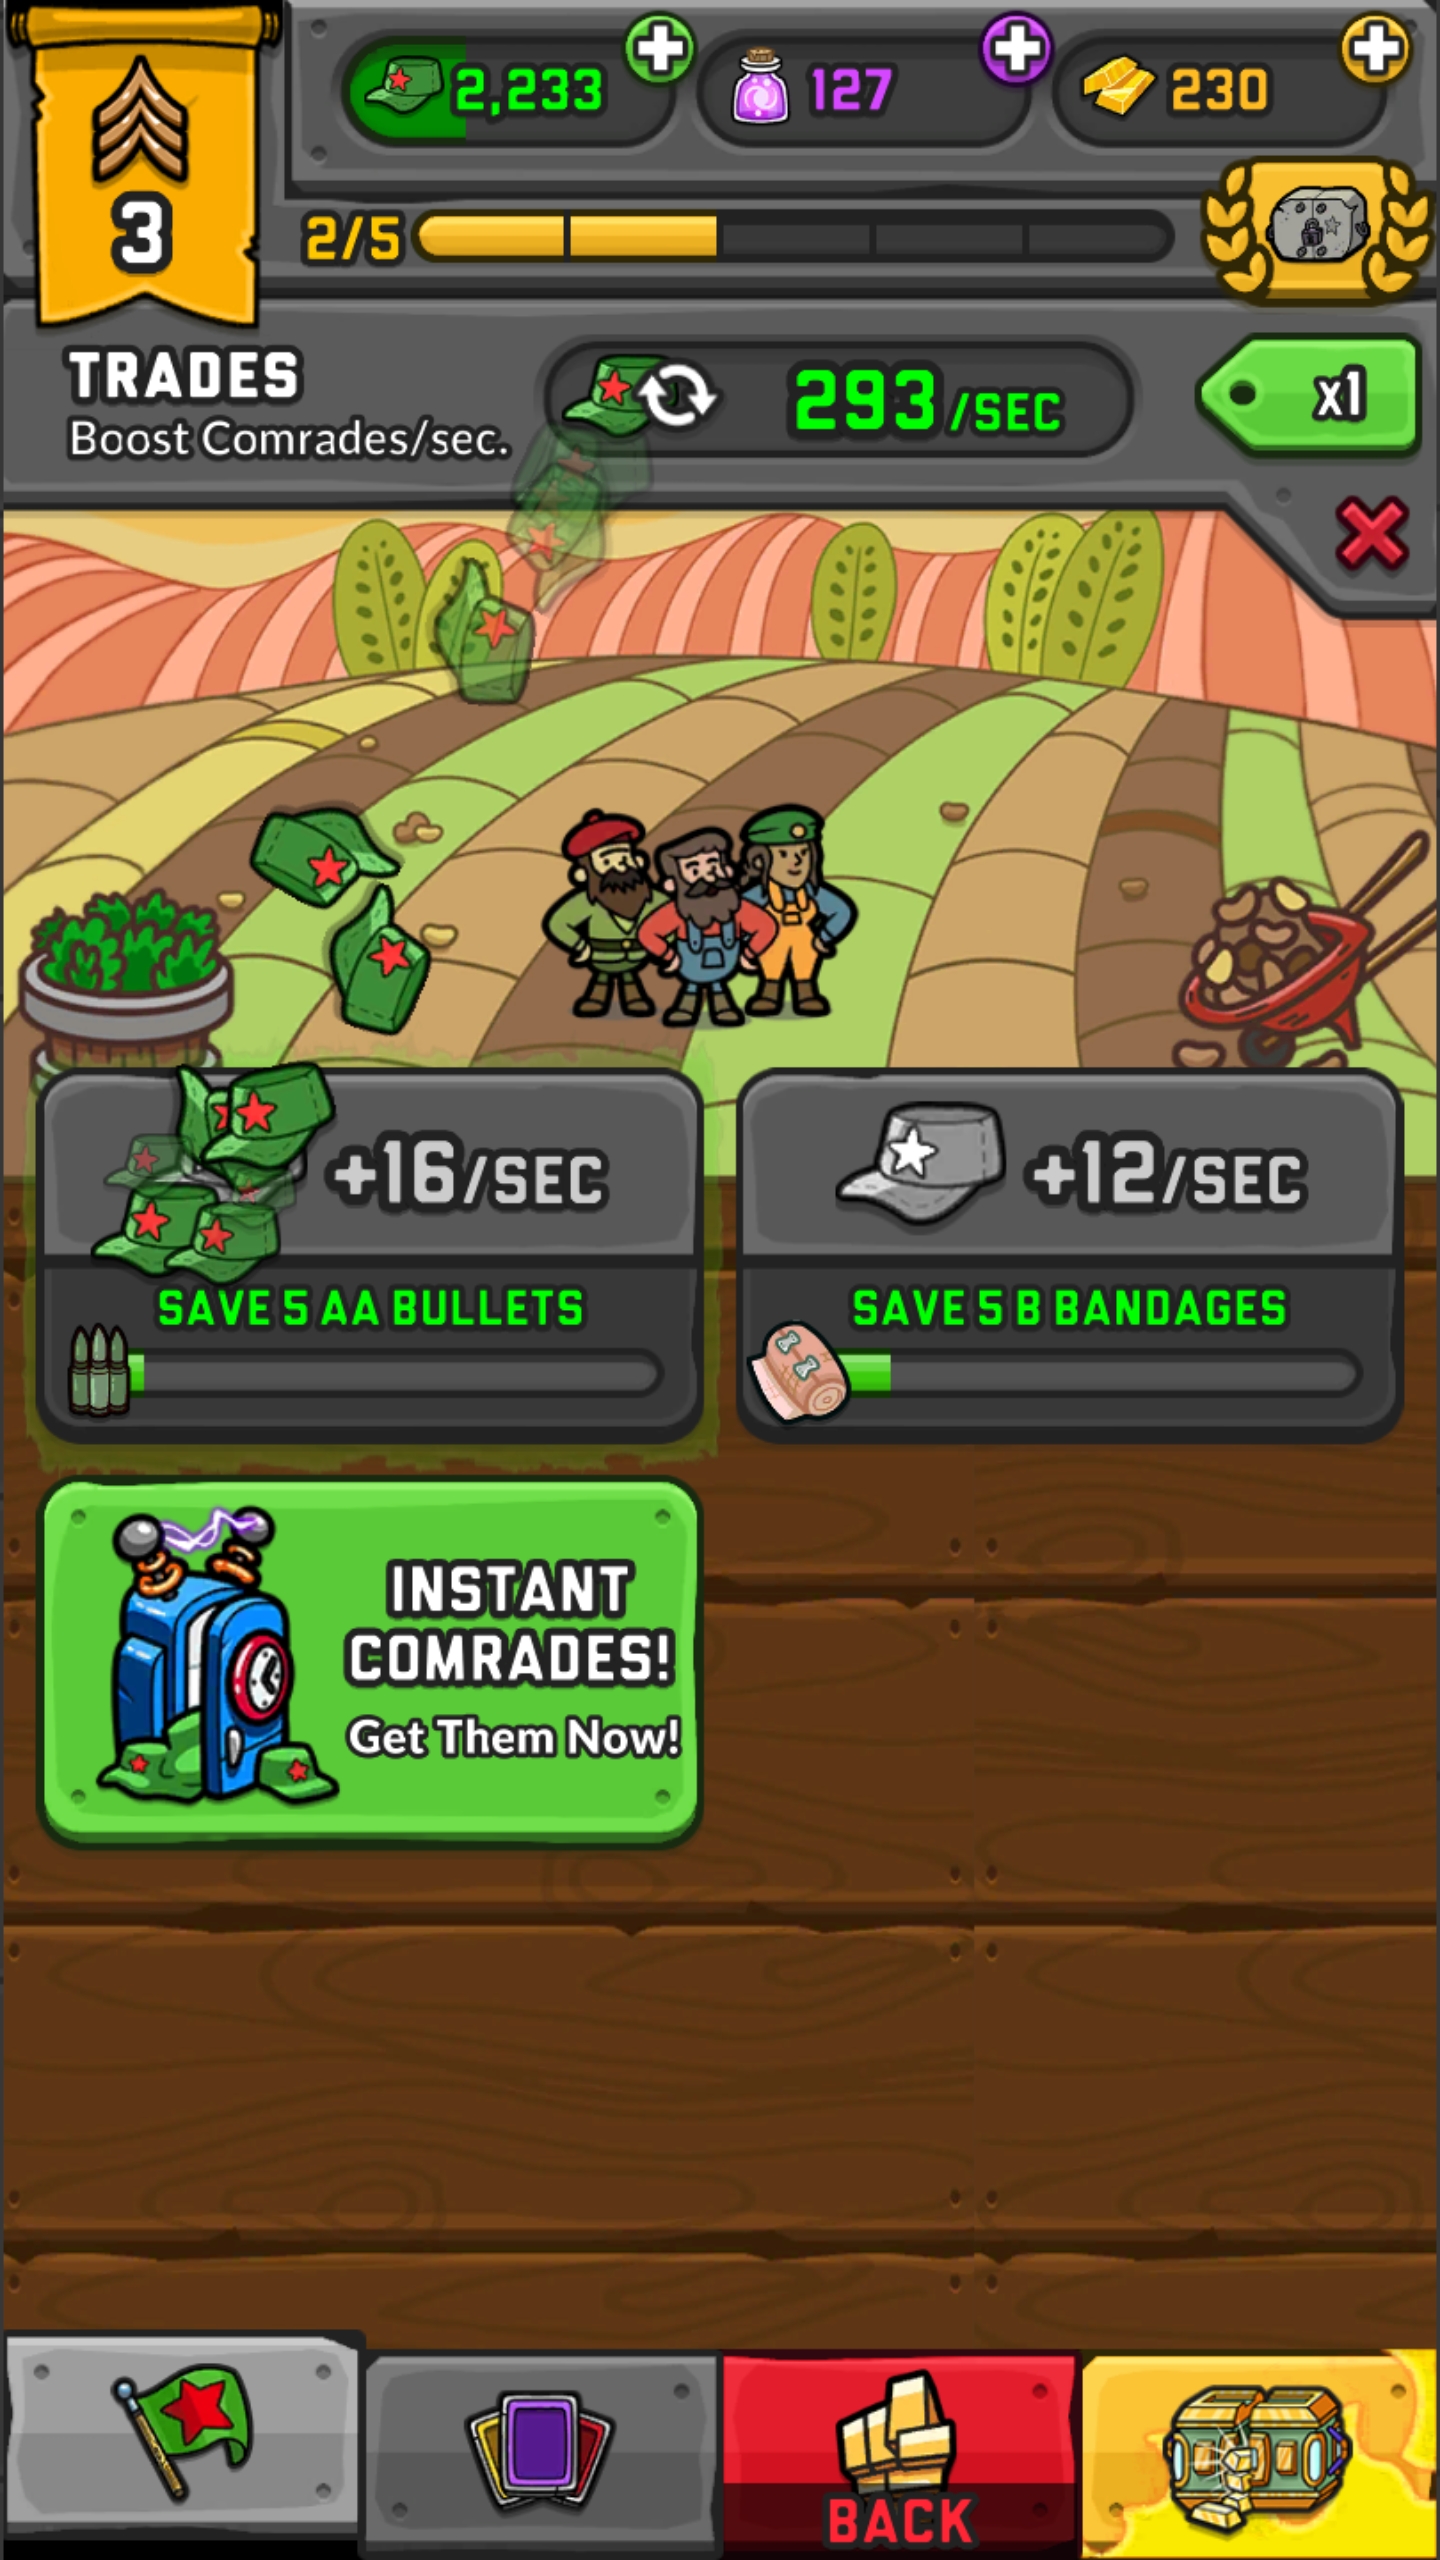 2,233
127
230
3
2/5
TRADES
Boost Comrades/sec.
293/SEC
x1
+16/SEC
+12/SEC
SAVE 5 AA BULLETS
SAVE 5 B BANDAGES
INSTANT
COMRADES!
Get Them Now!
BACK